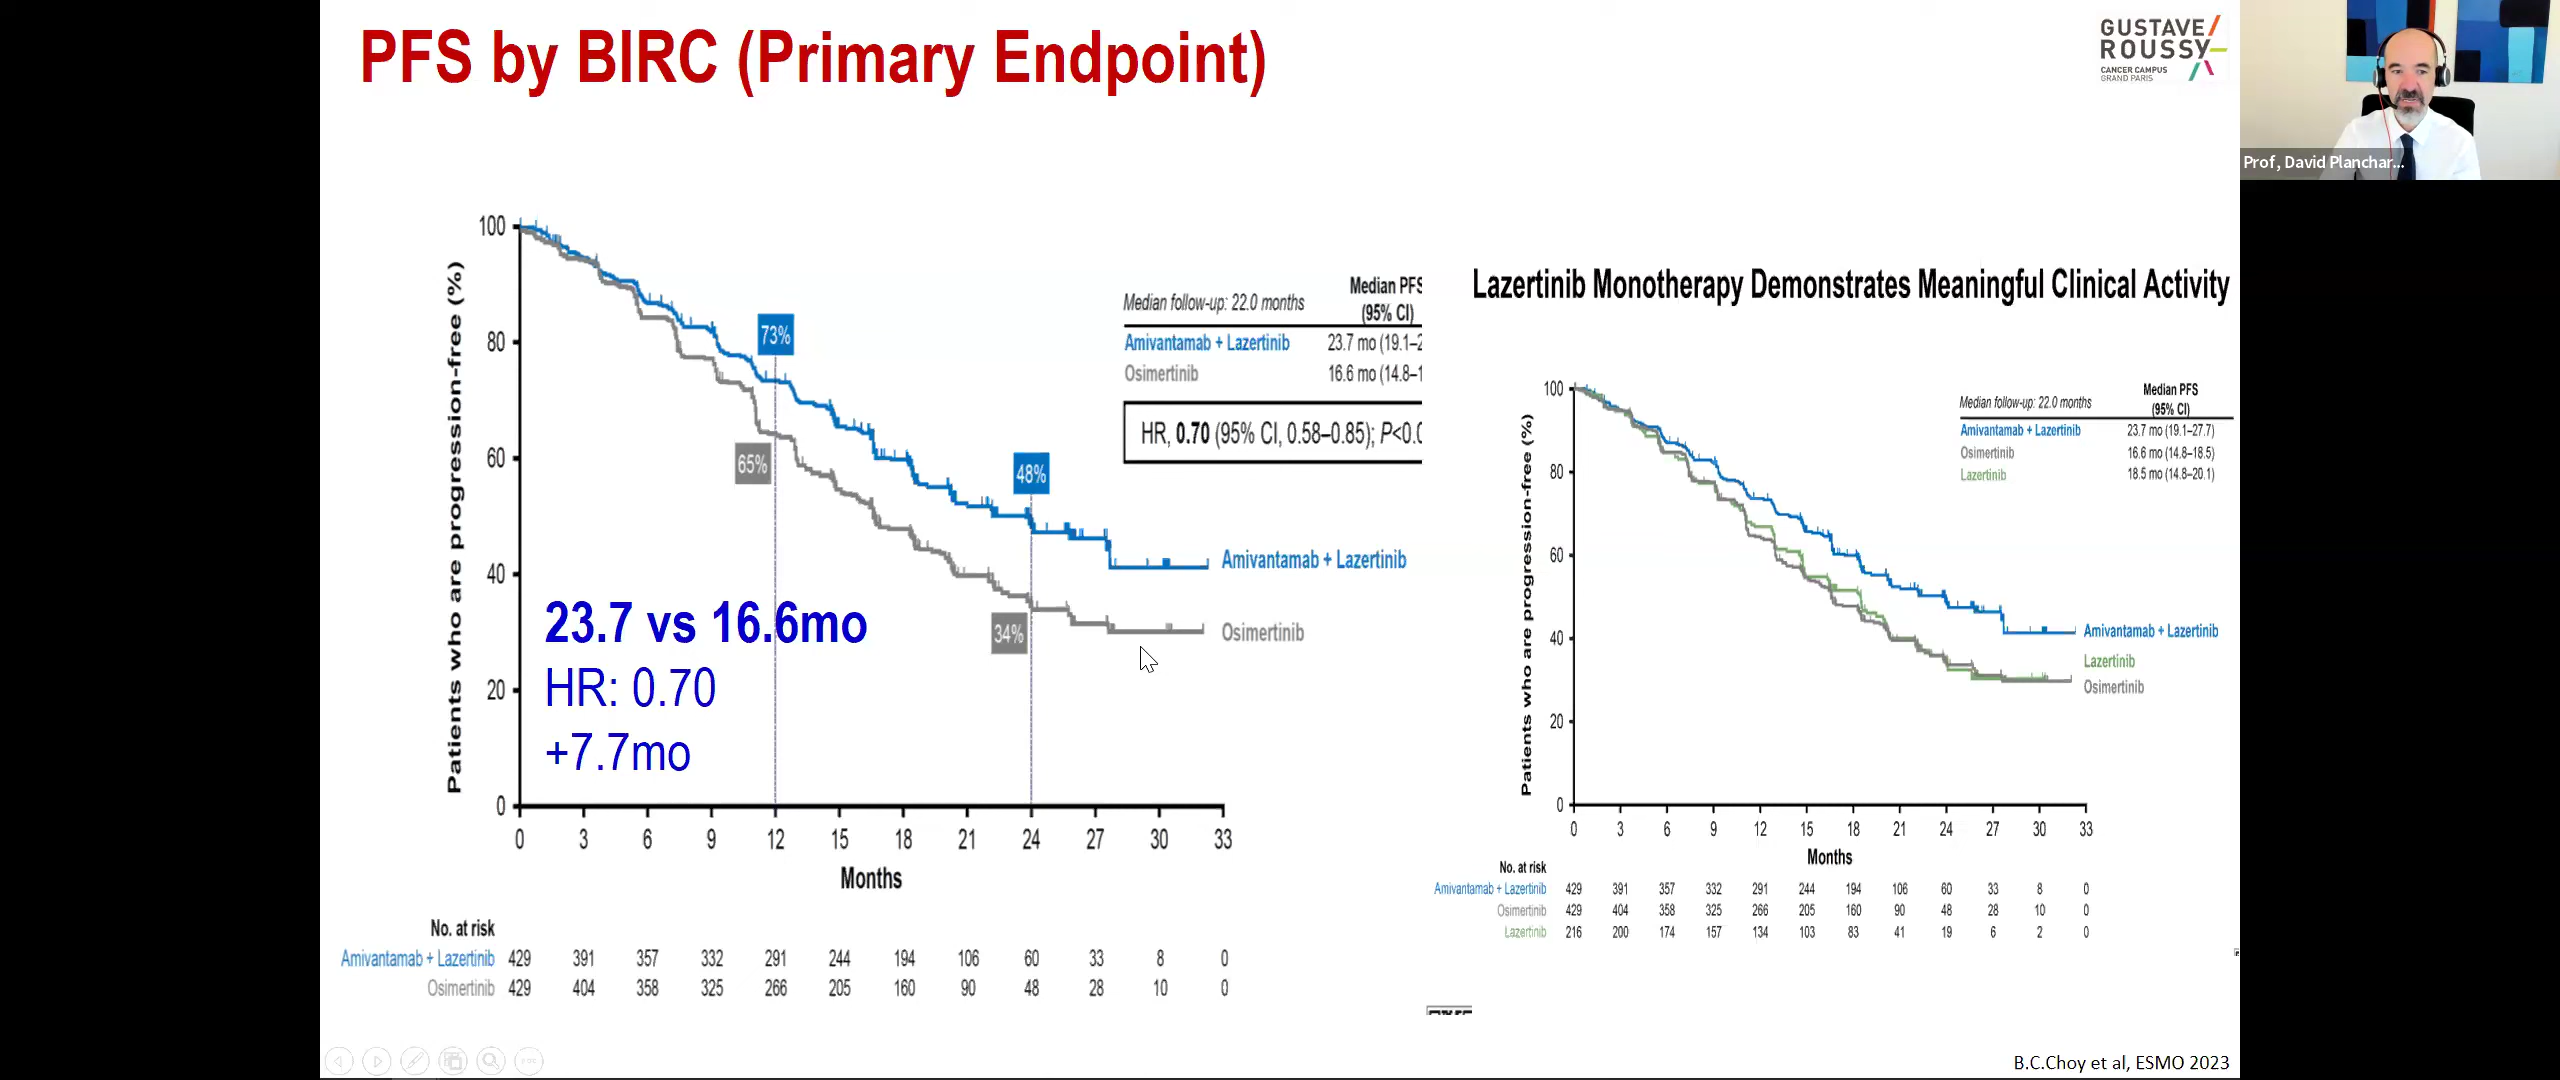 PFS by BIRC (Primary Endpoint)
GUSTAVE
ROUSSY
CANCER CAMPUS
GRAND PARIS
Prof, David Planchar...
Patients who are progression-free (%)
100
80
60
40
20
0
73%
65%
48%
34%
Median follow-up: 22.0 months
Median PFS
(95% CI)
Amivantamab + Lazertinib 23.7 mo (19.1–2
Osimertinib 16.6 mo (14.8–1
HR, 0.70 (95% CI, 0.58–0.85); P<0.0
Amivantamab + Lazertinib
Osimertinib
23.7 vs 16.6mo
HR: 0.70
+7.7mo
0 3 6 9 12 15 18 21 24 27 30 33
Months
No. at risk
Amivantamab + Lazertinib 429 391 357 332 291 244 194 106 60 33 8 0
Osimertinib 429 404 358 325 266 205 160 90 48 28 10 0
Lazertinib Monotherapy Demonstrates Meaningful Clinical Activity
Patients who are progression-free (%)
100
80
60
40
20
0
Median follow-up: 22.0 months
Median PFS
(95% CI)
Amivantamab + Lazertinib 23.7 mo (19.1–27.7)
Osimertinib 16.6 mo (14.8–18.5)
Lazertinib 18.5 mo (14.8–20.1)
Amivantamab + Lazertinib
Lazertinib
Osimertinib
0 3 6 9 12 15 18 21 24 27 30 33
Months
No. at risk
Amivantamab + Lazertinib 429 391 357 332 291 244 194 106 60 33 8 0
Osimertinib 429 404 358 325 266 205 160 90 48 28 10 0
Lazertinib 216 200 174 157 134 103 83 41 19 6 2 0
B.C.Choy et al, ESMO 2023